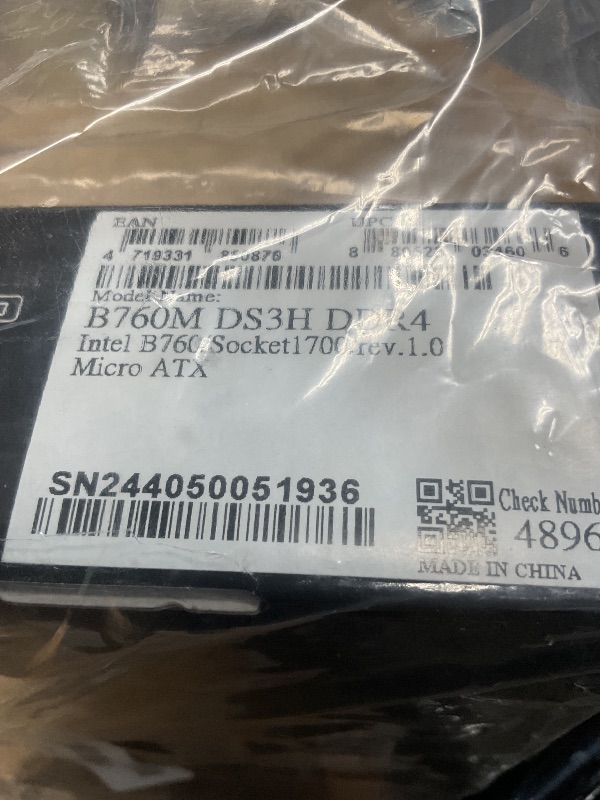 EAN UPC
4 719331 8 6
Model Name:
B760M DS3H DDR4
Intel B760/Socket1700/rev.1.0
Micro ATX
SN244050051936
Check Numb
4896
MADE IN CHINA